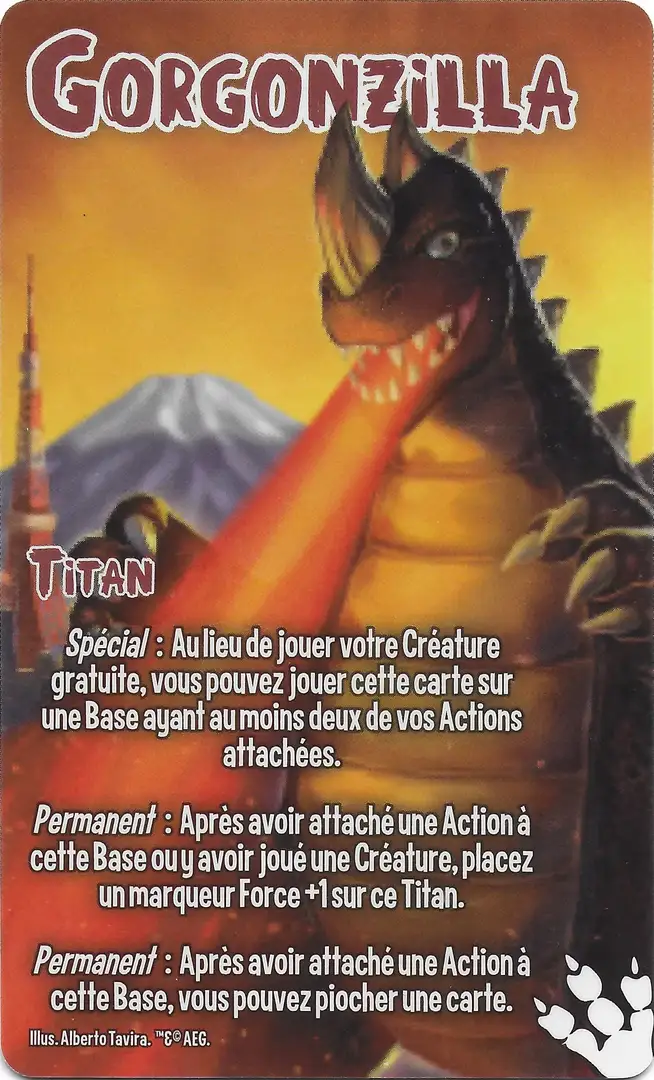 GORGONZILLA
TITAN
Spécial : Au lieu de jouer votre Créature
gratuite, vous pouvez jouer cette carte sur
une Base ayant au moins deux de vos Actions
attachées.
Permanent : Après avoir attaché une Action à
cette Base ou y avoir joué une Créature, placez
un marqueur Force +1 sur ce Titan.
Permanent : Après avoir attaché une Action à
cette Base, vous pouvez piocher une carte.
Illus. Alberto Tavira. ™&© AEG.